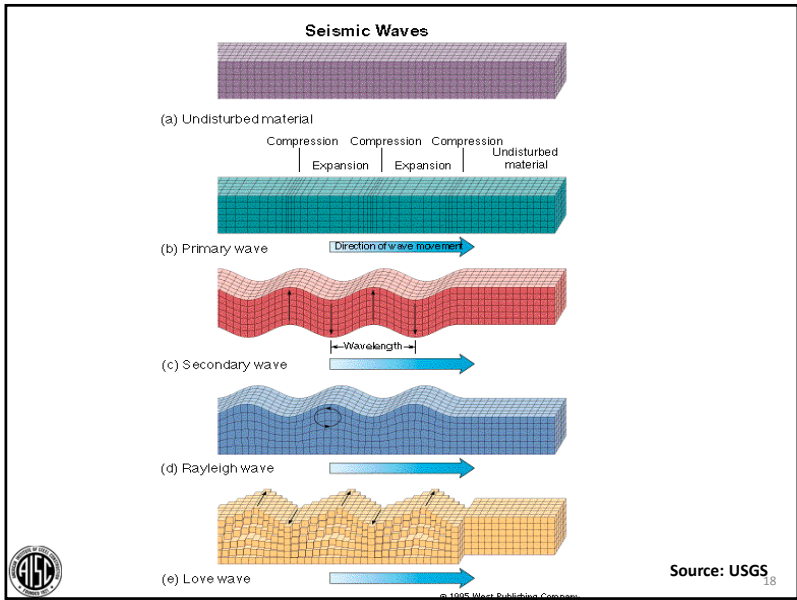 Seismic Waves
(a) Undisturbed material
Compression Compression Compression
Expansion Expansion
Undisturbed
material
Direction of wave movement
(b) Primary wave
Wavelength
(c) Secondary wave
(d) Rayleigh wave
(e) Love wave
Source: USGS
18
© 1995 West Publishing Company
AISC